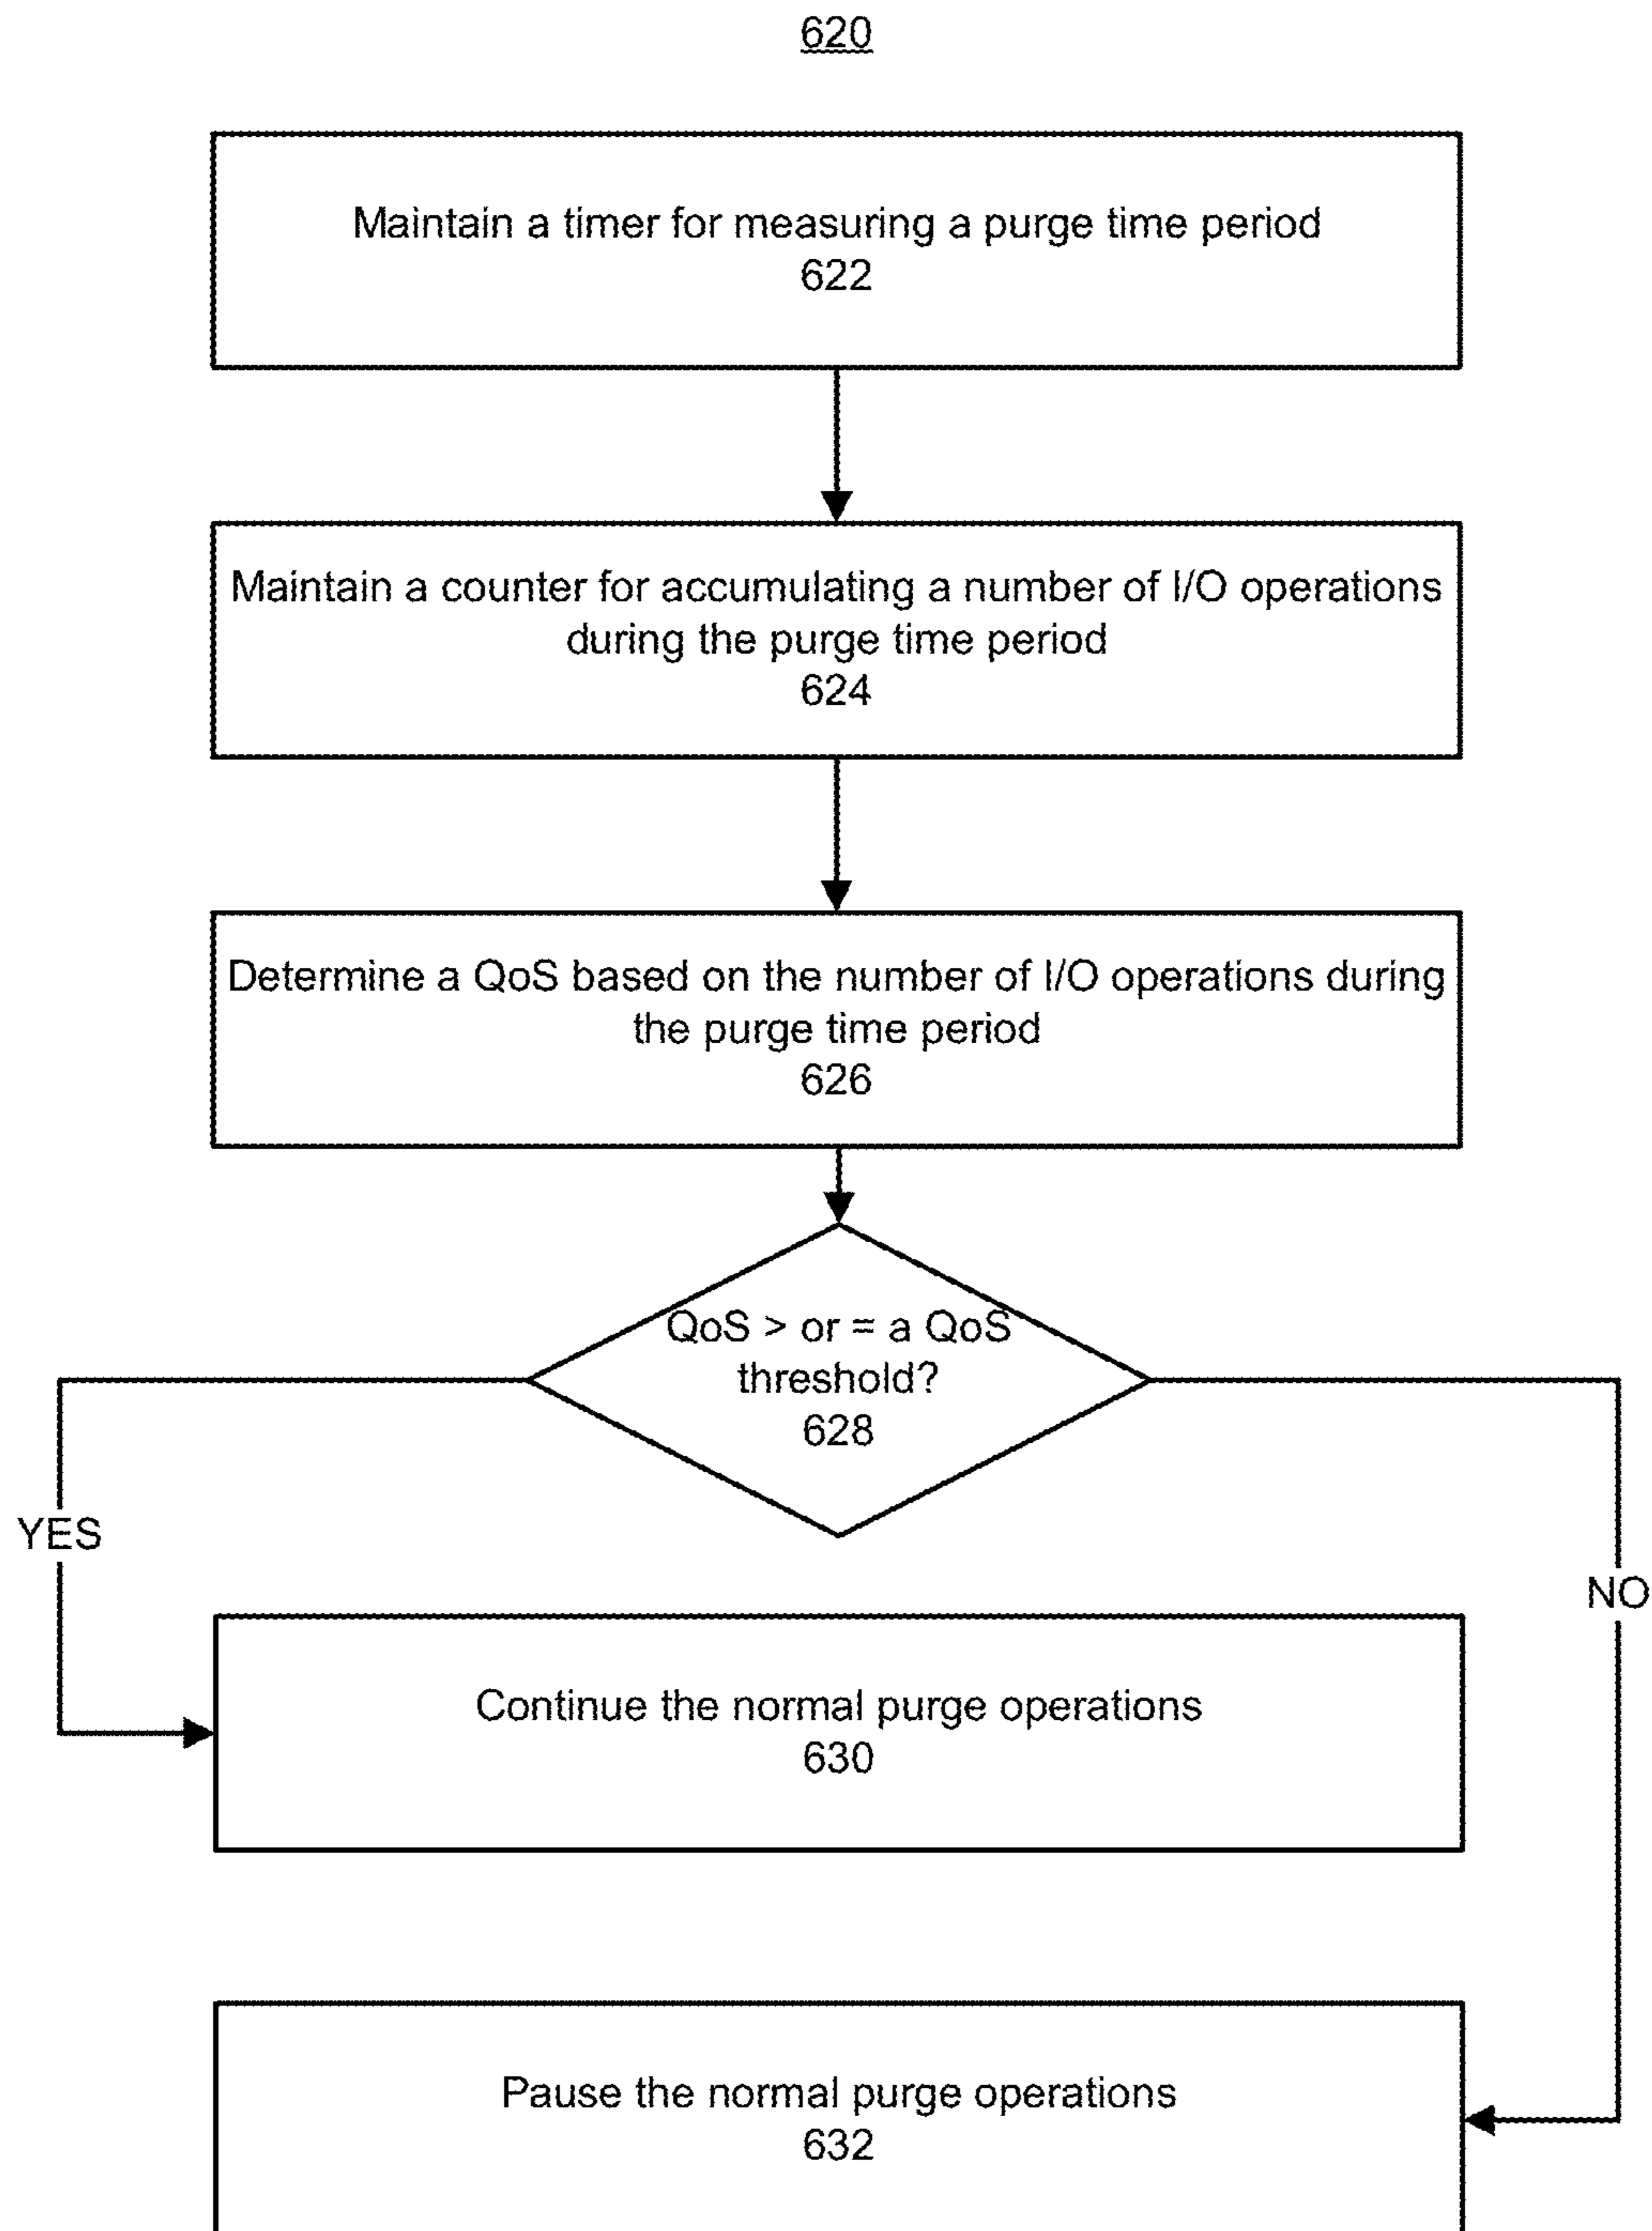 620
Maintain a timer for measuring a purge time period
622
Maintain a counter for accumulating a number of I/O operations
during the purge time period
624
Determine a QoS based on the number of I/O operations during
the purge time period
626
QoS > or = a QoS
threshold?
628
YES
NO
Continue the normal purge operations
630
Pause the normal purge operations
632